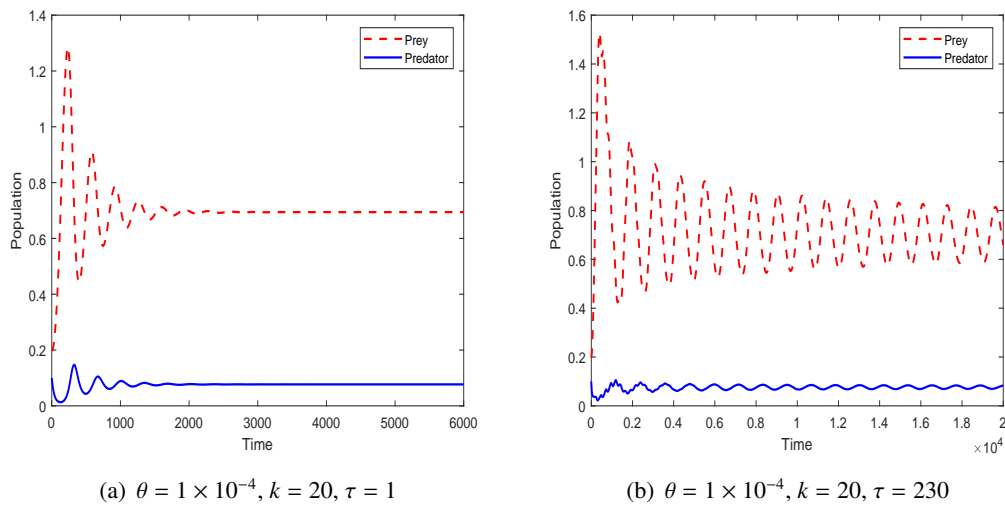 1.4
1.2
1
0.8
0.6
0.4
0.2
0
Population
0 1000 2000 3000 4000 5000 6000
Time
Prey
Predator
(a) θ = 1 × 10⁻⁴, k = 20, τ = 1
1.6
1.4
1.2
1
0.8
0.6
0.4
0.2
0
Population
0 0.2 0.4 0.6 0.8 1 1.2 1.4 1.6 1.8 2
Time
×10⁴
Prey
Predator
(b) θ = 1 × 10⁻⁴, k = 20, τ = 230